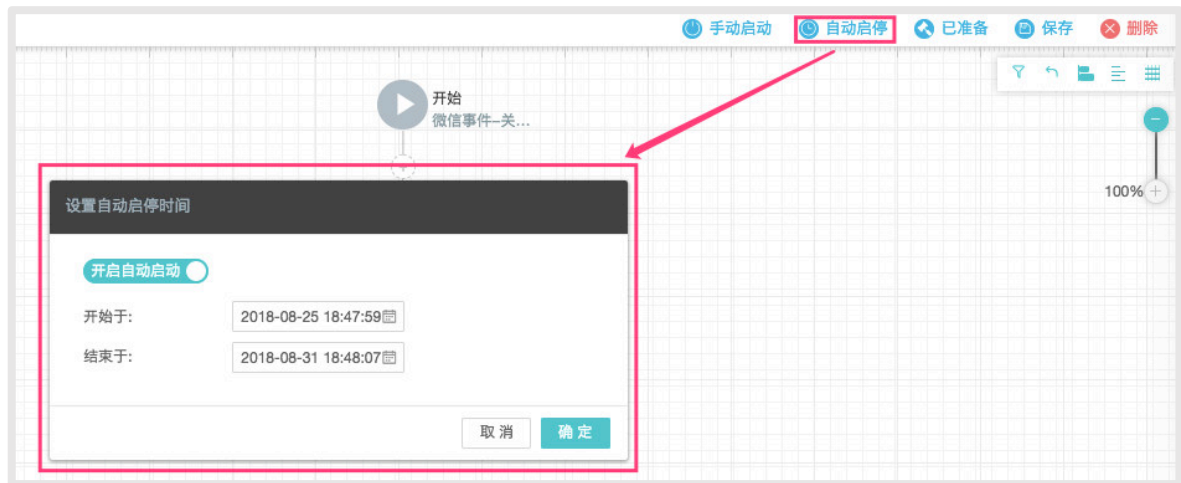 手动启动 自动启停 已准备 保存 删除
开始
微信事件–关...
100%
设置自动启停时间
开启自动启动
开始于: 2018-08-25 18:47:59
结束于: 2018-08-31 18:48:07
取消 确定